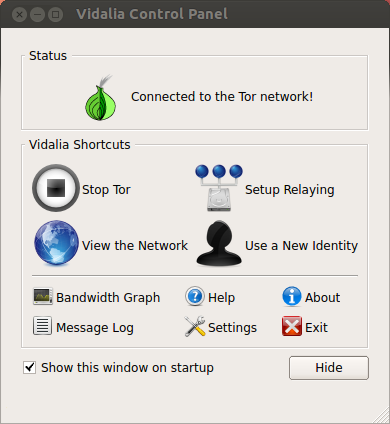 Vidalia Control Panel
Status
Connected to the Tor network!
Vidalia Shortcuts
Stop Tor
Setup Relaying
View the Network
Use a New Identity
Bandwidth Graph
Help
About
Message Log
Settings
Exit
Show this window on startup
Hide